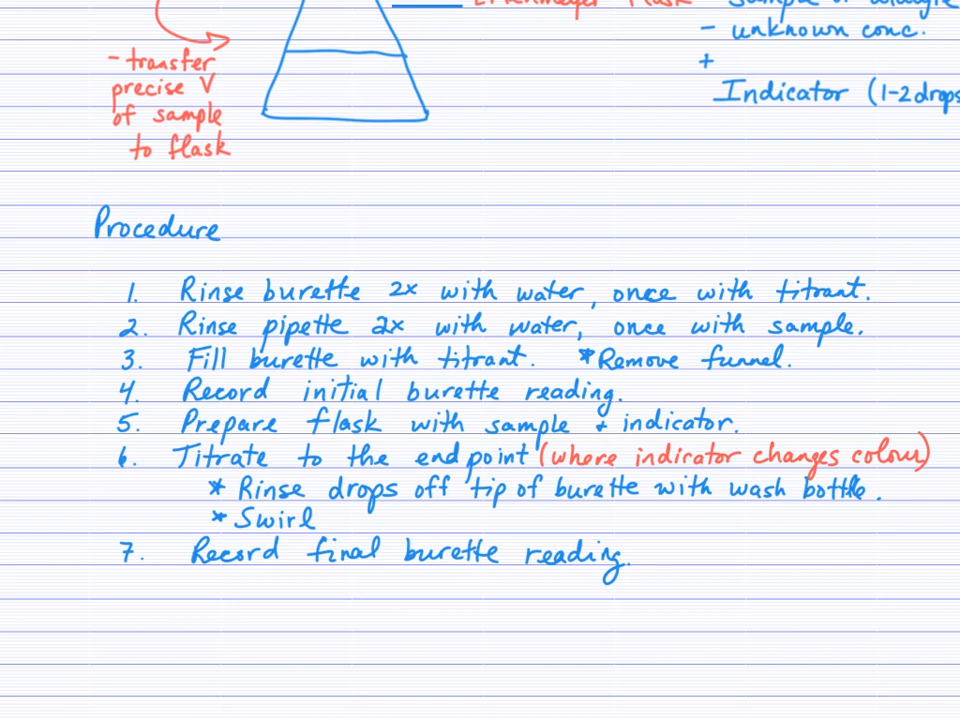 Erlenmeyer Flask
- unknown conc.
+
Indicator (1-2 drops
- transfer
precise V
of sample
to flask
Procedure
1. Rinse burette 2x with water, once with titrant.
2. Rinse pipette 2x with water, once with sample.
3. Fill burette with titrant. *Remove funnel.
4. Record initial burette reading.
5. Prepare flask with sample + indicator.
6. Titrate to the endpoint (where indicator changes colour)
* Rinse drops off tip of burette with wash bottle.
* Swirl
7. Record final burette reading.